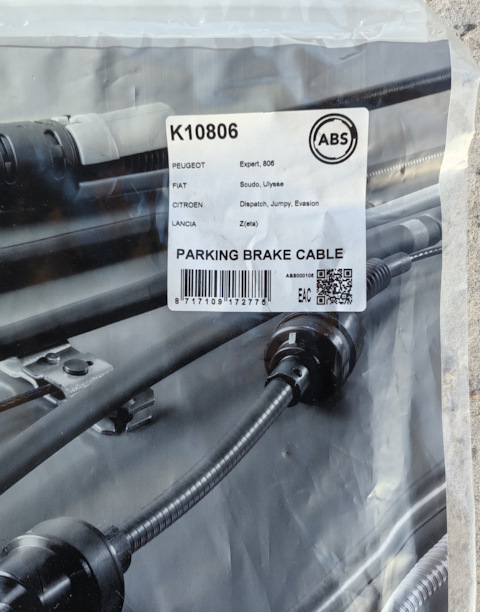 K10806
ABS
PEUGEOT Expert, 806
FIAT Scudo, Ulysse
CITROEN Dispatch, Jumpy, Evasion
LANCIA Z(eta)
PARKING BRAKE CABLE
ABS000106
8 717109 172775
EAC